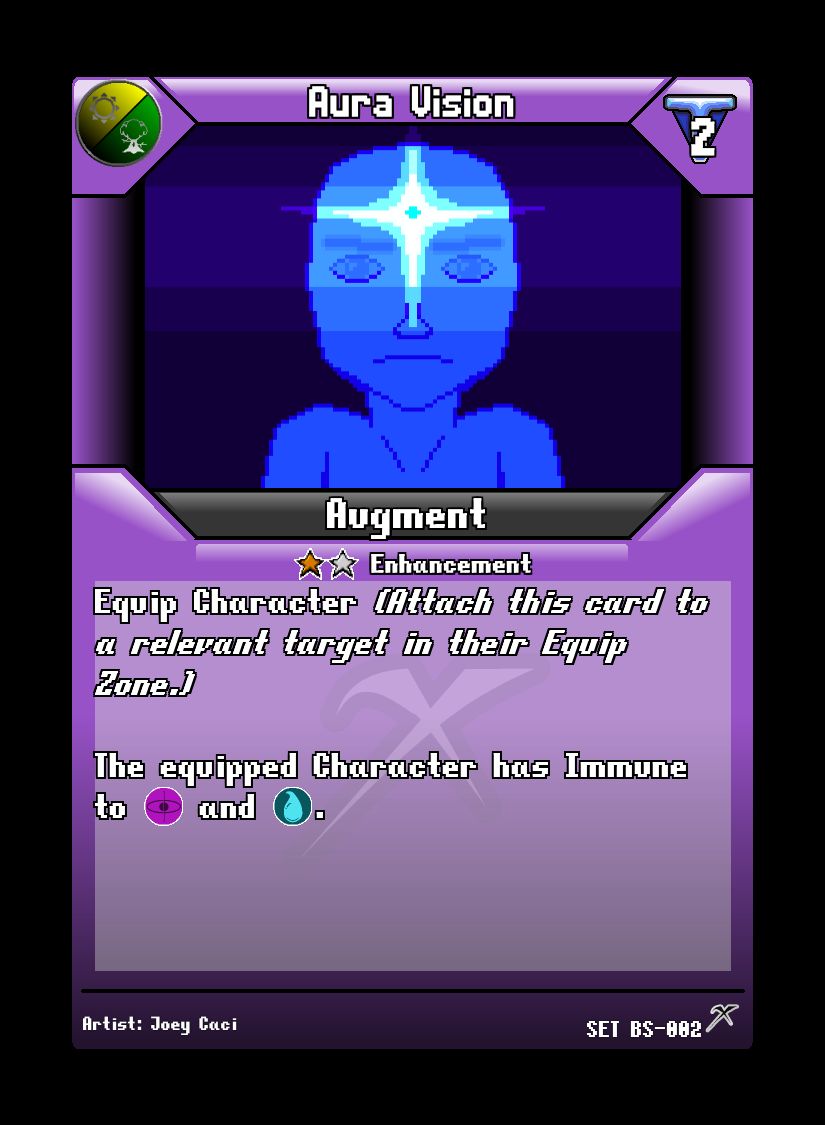 Aura Vision
2
Augment
Enhancement
Equip Character (Attach this card to
a relevant target in their Equip
Zone.)
The equipped Character has Immune
to and .
Artist: Joey Caci
SET BS-002